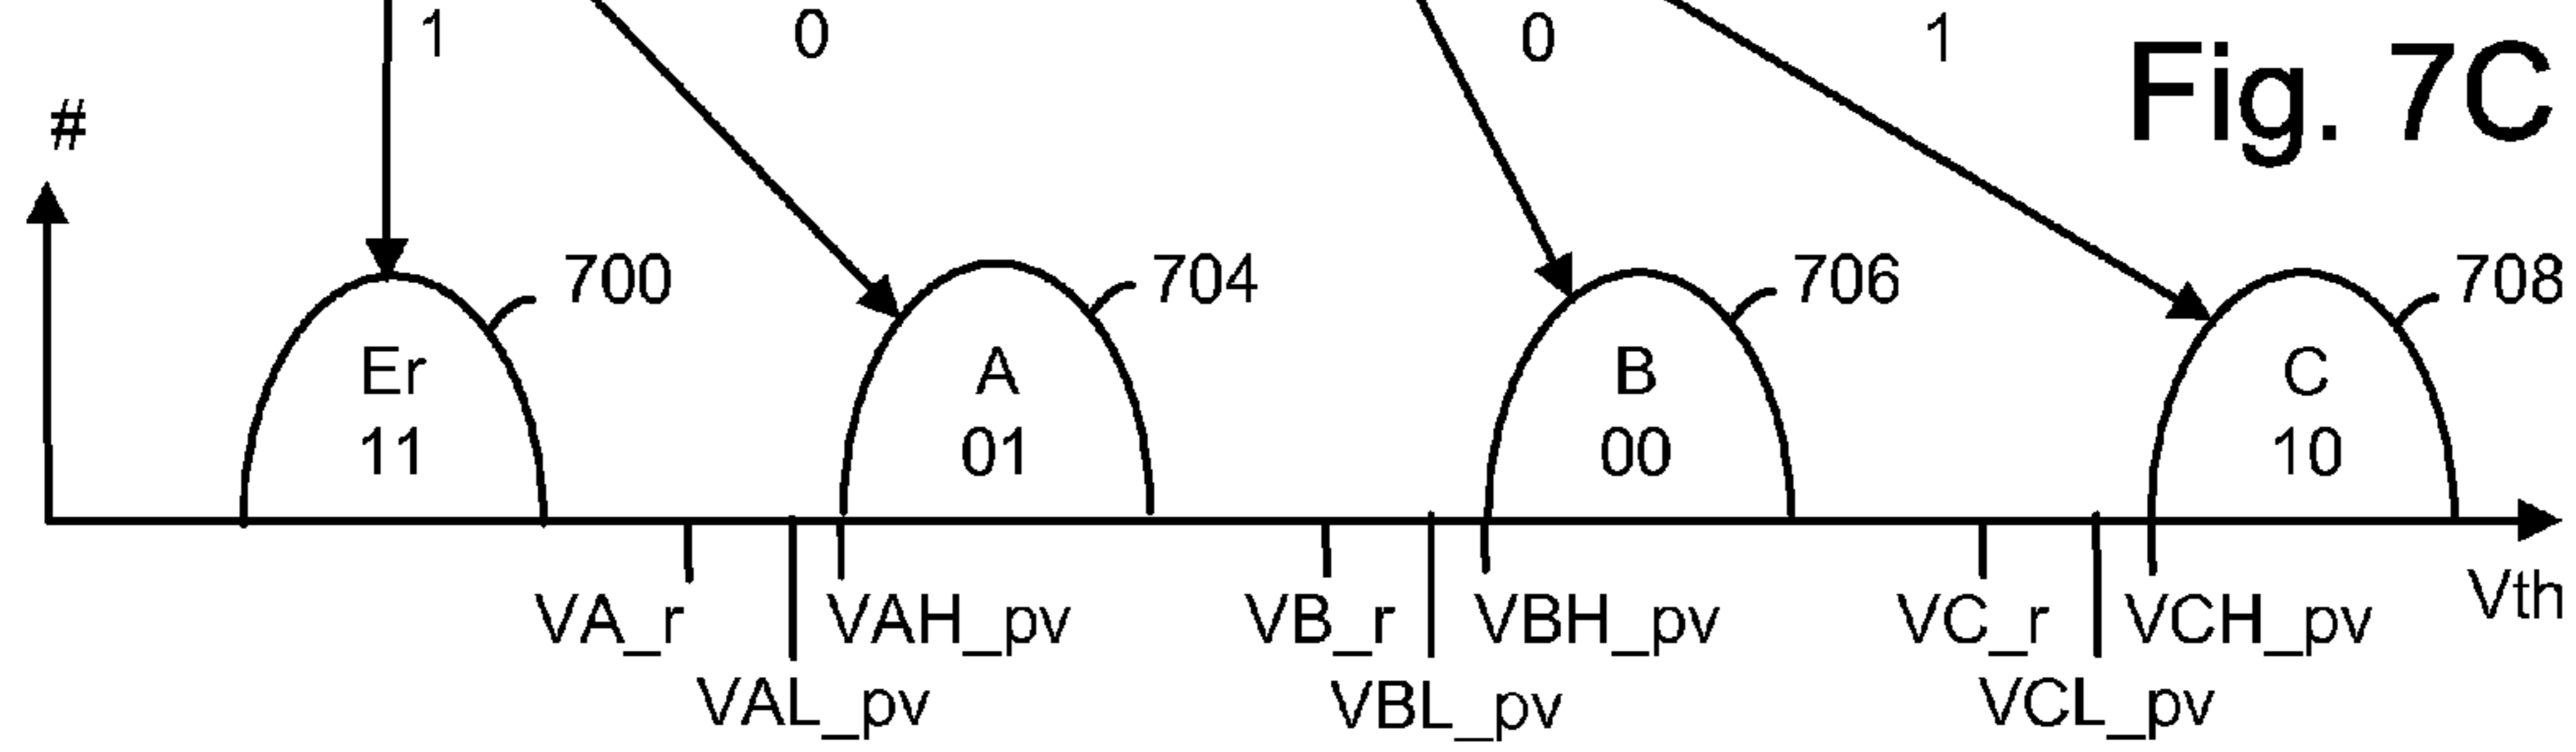 1 0 0 1
Fig. 7C
#
700 704 706 708
Er A B C
11 01 00 10
VA_r VAH_pv VB_r VBH_pv VC_r VCH_pv Vth
VAL_pv VBL_pv VCL_pv